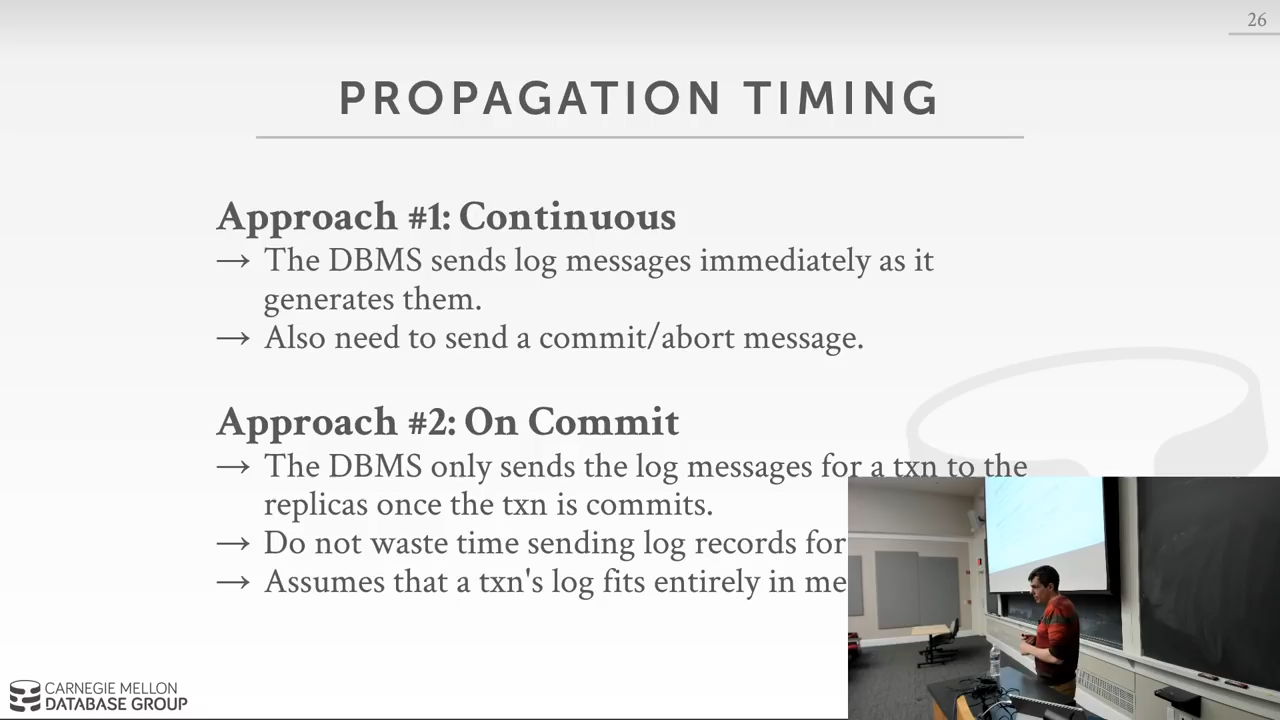 26
PROPAGATION TIMING
Approach #1: Continuous
→ The DBMS sends log messages immediately as it
generates them.
→ Also need to send a commit/abort message.
Approach #2: On Commit
→ The DBMS only sends the log messages for a txn to the
replicas once the txn is commits.
→ Do not waste time sending log records for
→ Assumes that a txn's log fits entirely in me
CARNEGIE MELLON
DATABASE GROUP